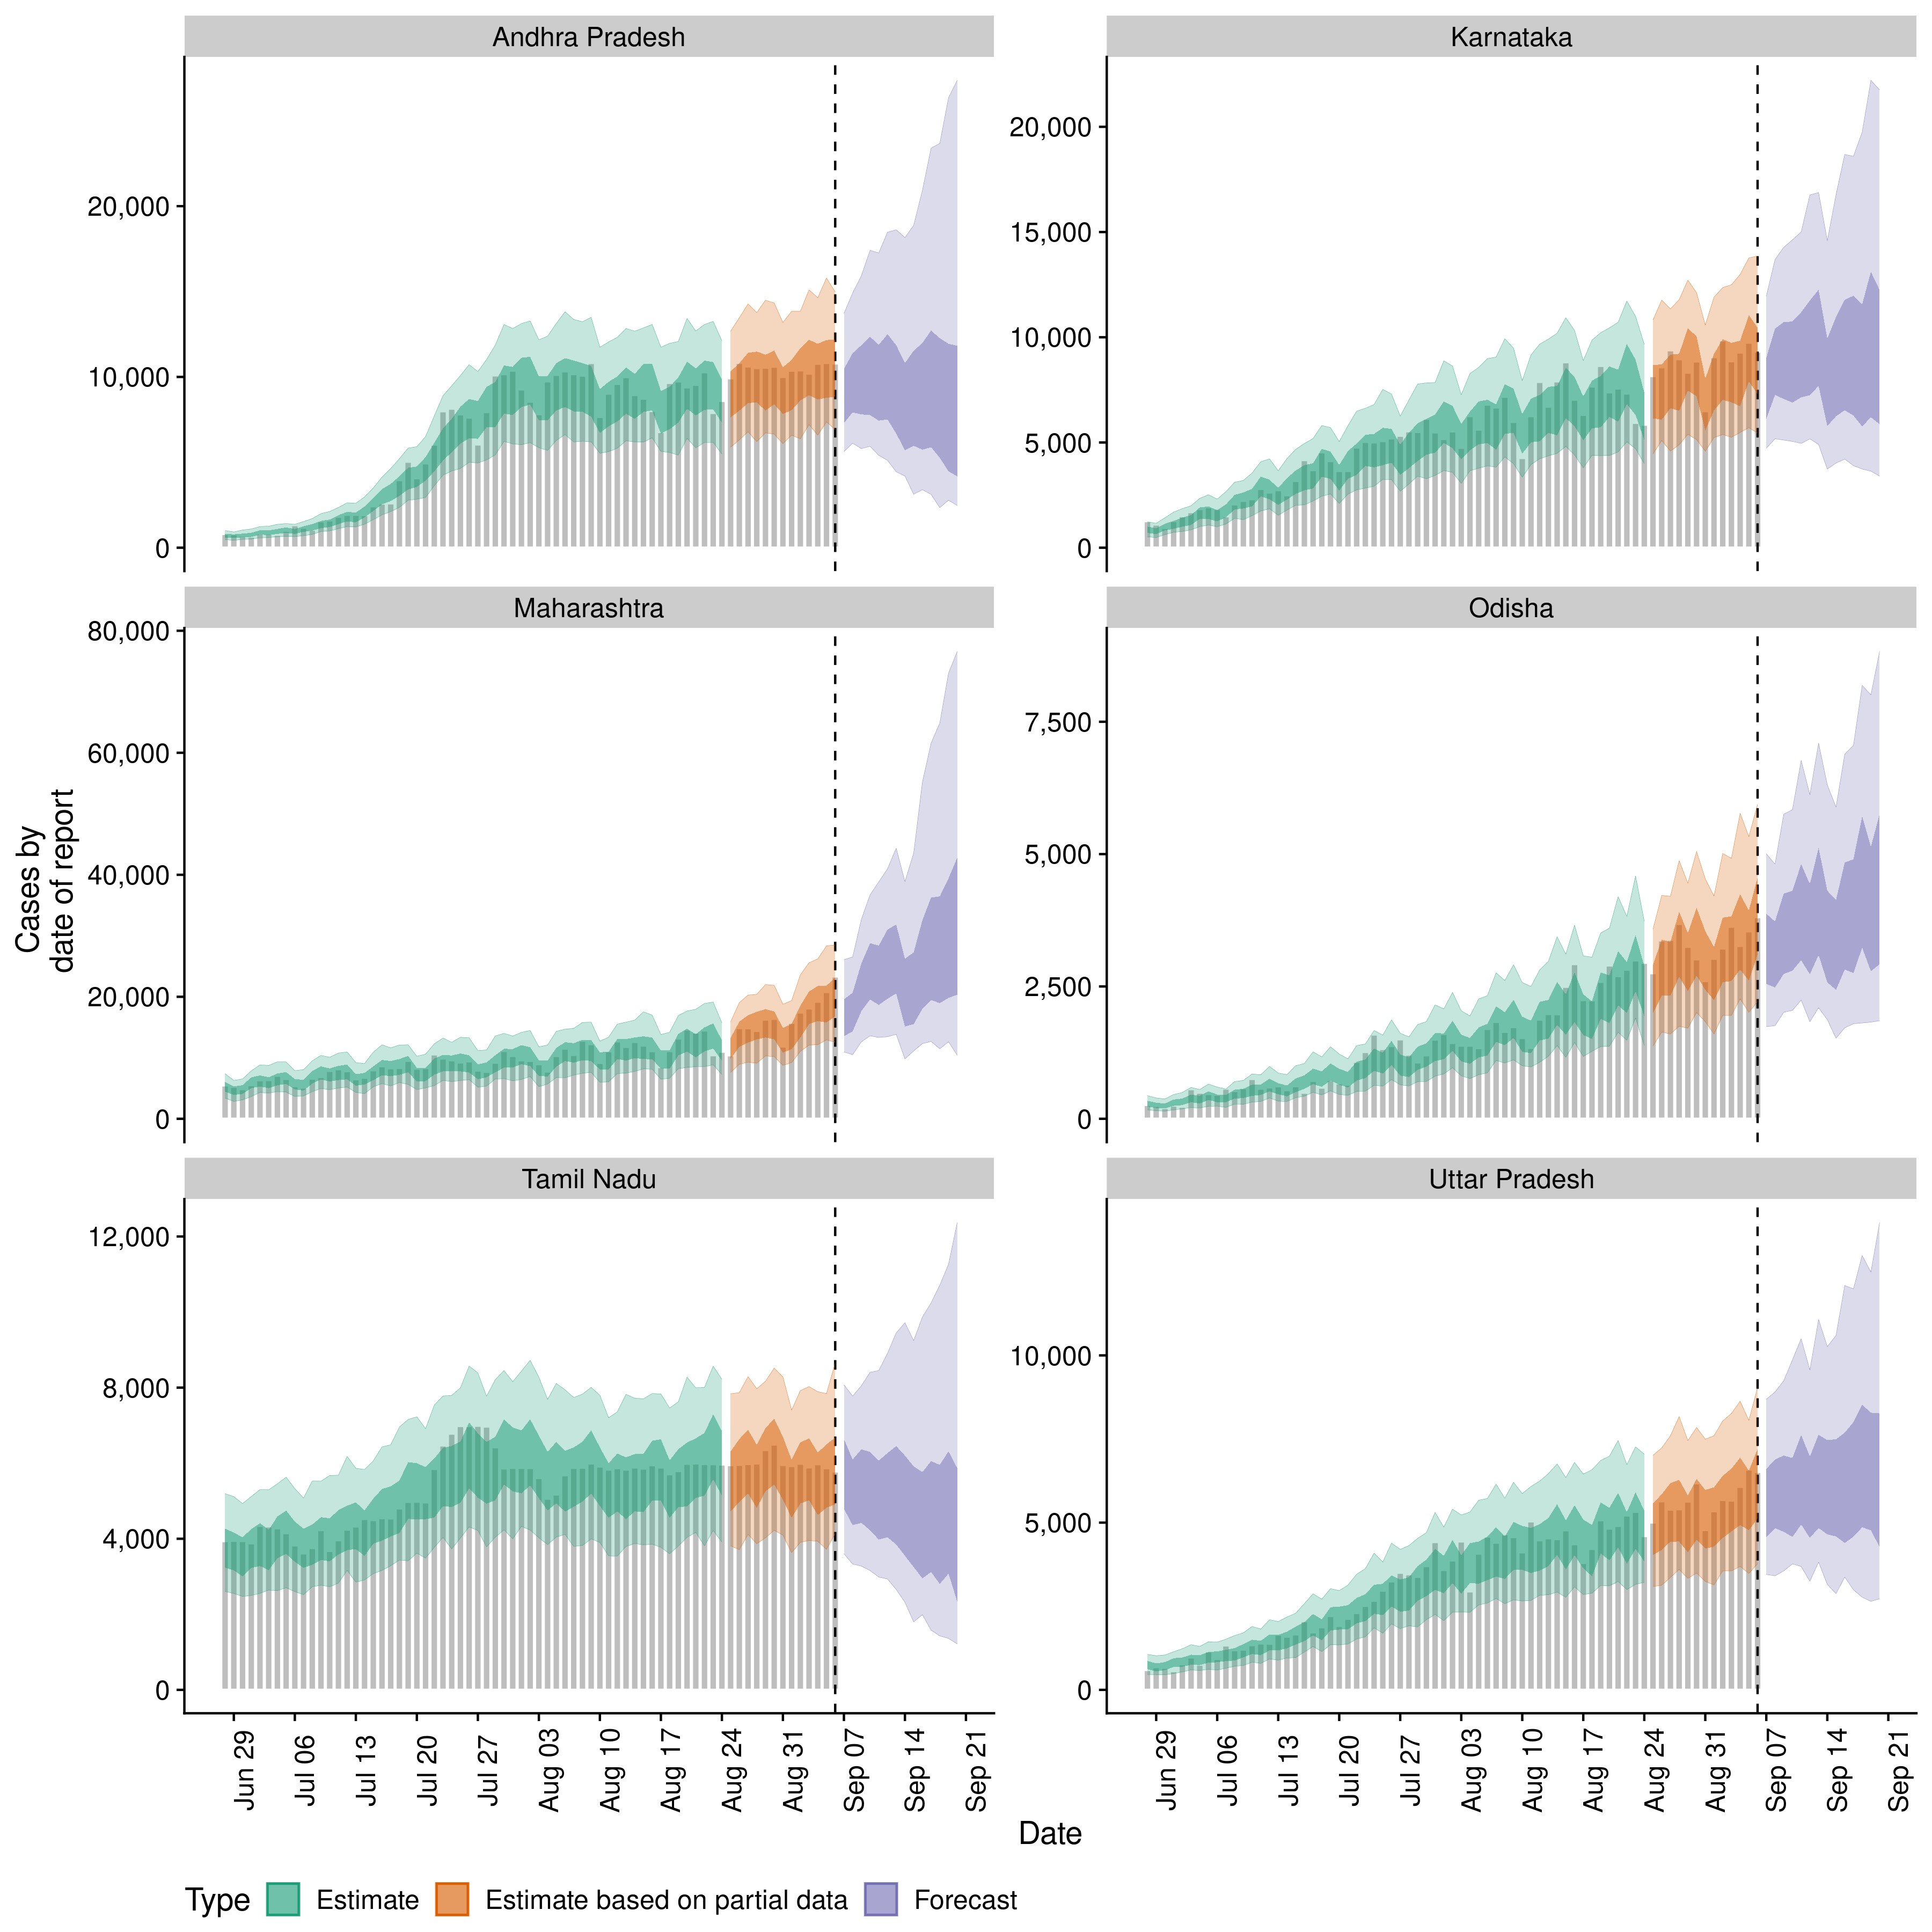 Andhra Pradesh
Karnataka
20,000
10,000
0
20,000
15,000
10,000
5,000
0
Maharashtra
Odisha
80,000
60,000
40,000
20,000
0
7,500
5,000
2,500
0
Cases by
date of report
Tamil Nadu
Uttar Pradesh
12,000
8,000
4,000
0
10,000
5,000
0
Jun 29
Jul 06
Jul 13
Jul 20
Jul 27
Aug 03
Aug 10
Aug 17
Aug 24
Aug 31
Sep 07
Sep 14
Sep 21
Jun 29
Jul 06
Jul 13
Jul 20
Jul 27
Aug 03
Aug 10
Aug 17
Aug 24
Aug 31
Sep 07
Sep 14
Sep 21
Date
Type Estimate Estimate based on partial data Forecast